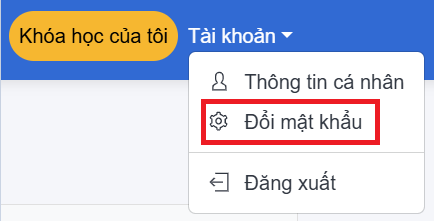 Khóa học của tôi
Tài khoản
Thông tin cá nhân
Đổi mật khẩu
Đăng xuất